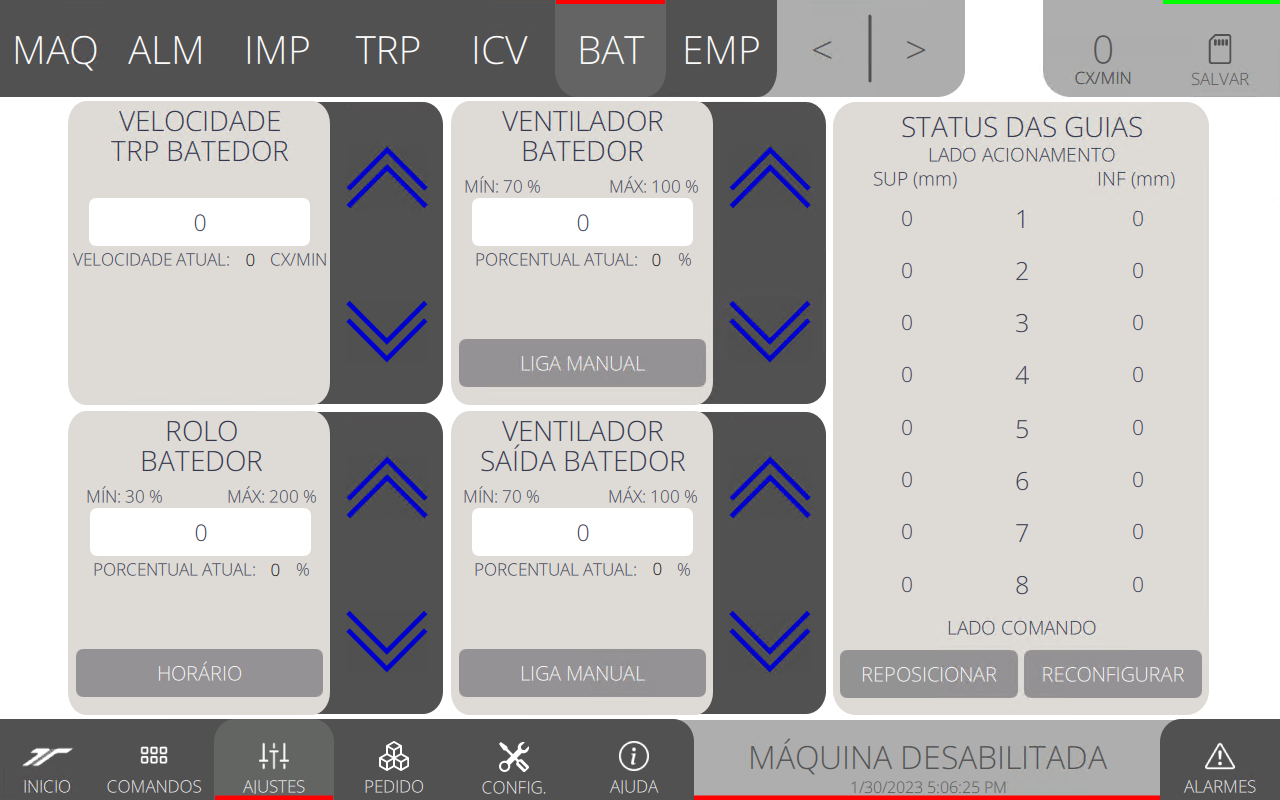 MAQ ALM IMP TRP ICV BAT EMP < > 0
CX/MIN SALVAR
VELOCIDADE
TRP BATEDOR
0
VELOCIDADE ATUAL: 0 CX/MIN
VENTILADOR
BATEDOR
MÍN: 70 % MÁX: 100 %
0
PORCENTUAL ATUAL: 0 %
LIGA MANUAL
ROLO
BATEDOR
MÍN: 30 % MÁX: 200 %
0
PORCENTUAL ATUAL: 0 %
HORÁRIO
VENTILADOR
SAÍDA BATEDOR
MÍN: 70 % MÁX: 100 %
0
PORCENTUAL ATUAL: 0 %
LIGA MANUAL
STATUS DAS GUIAS
LADO ACIONAMENTO
SUP (mm) INF (mm)
0 1 0
0 2 0
0 3 0
0 4 0
0 5 0
0 6 0
0 7 0
0 8 0
LADO COMANDO
REPOSICIONAR RECONFIGURAR
INICIO COMANDOS AJUSTES PEDIDO CONFIG. AJUDA
MÁQUINA DESABILITADA
1/30/2023 5:06:25 PM
ALARMES